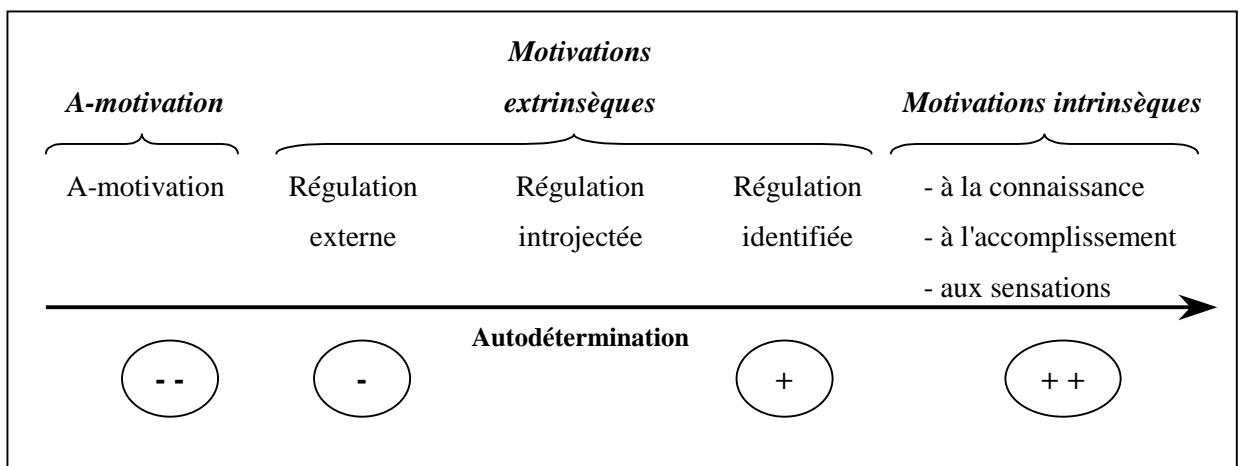 Motivations
A-motivation extrinsèques Motivations intrinsèques
A-motivation Régulation Régulation Régulation - à la connaissance
externe introjectée identifiée - à l'accomplissement
- aux sensations
Autodétermination
- - - + + +